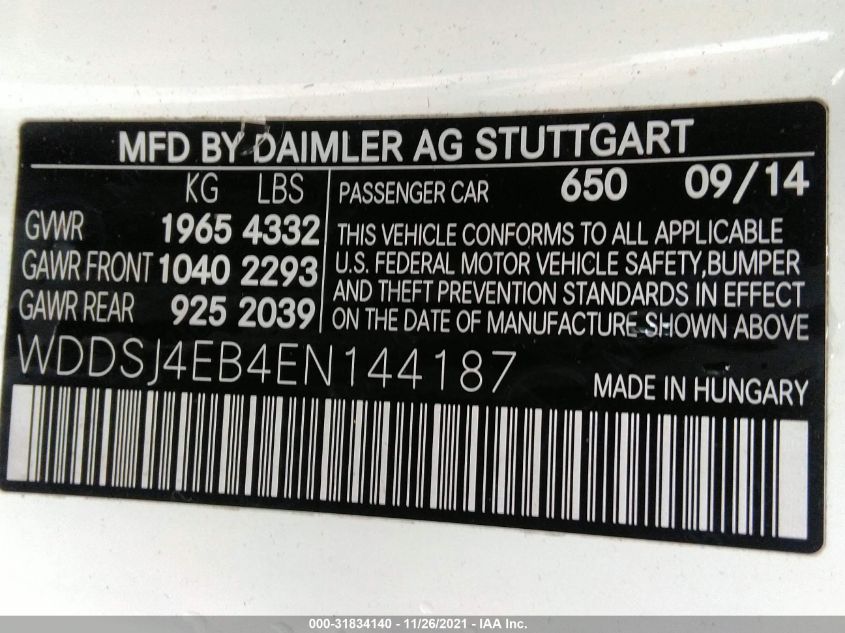 MFD BY DAIMLER AG STUTTGART
KG LBS
GVWR 1965 4332
GAWR FRONT 1040 2293
GAWR REAR 925 2039
PASSENGER CAR 650 09/14
THIS VEHICLE CONFORMS TO ALL APPLICABLE
U.S. FEDERAL MOTOR VEHICLE SAFETY, BUMPER
AND THEFT PREVENTION STANDARDS IN EFFECT
ON THE DATE OF MANUFACTURE SHOWN ABOVE
WDDSJ4EB4EN144187
MADE IN HUNGARY
000-31834140 - 11/26/2021 - IAA Inc.